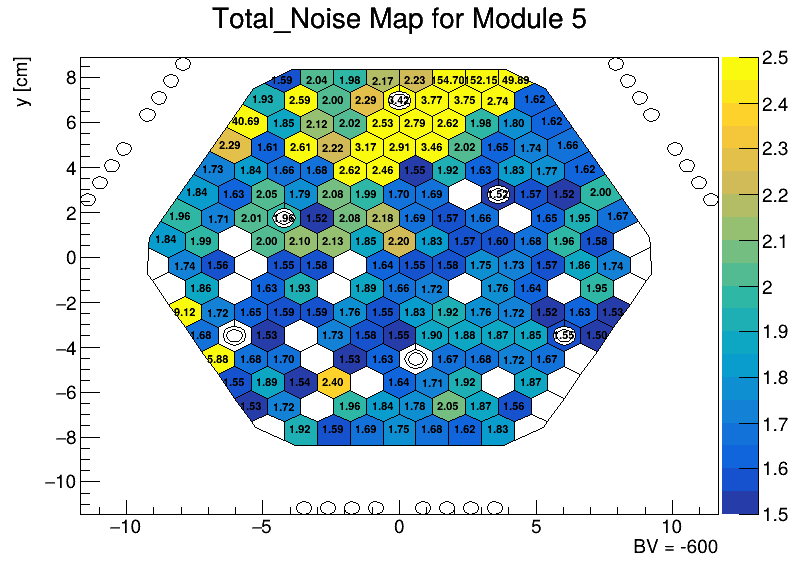 Total_Noise Map for Module 5
y [cm]
8
6
4
2
0
−2
−4
−6
−8
−10
1.59 2.04 1.98 2.17 2.23 154.70 152.15 49.89
1.93 2.59 2.00 2.29 3.42 3.77 3.75 2.74 1.62
40.69 1.85 2.12 2.02 2.53 2.79 2.62 1.98 1.80 1.62
2.29 1.61 2.61 2.22 3.17 2.91 3.46 2.02 1.65 1.74 1.66
1.73 1.84 1.66 1.68 2.62 2.46 1.55 1.92 1.63 1.83 1.77 1.62
1.84 1.63 2.05 1.79 2.08 1.99 1.70 1.69 1.52 1.57 1.52 2.00
1.96 1.71 2.01 1.96 1.52 2.08 2.18 1.69 1.57 1.68 1.65 1.95 1.67
1.84 1.99 2.00 2.10 2.13 1.85 2.20 1.83 1.57 1.60 1.68 1.96 1.58
1.74 1.56 1.55 1.58 1.64 1.55 1.58 1.75 1.73 1.57 1.86 1.74
1.86 1.63 1.93 1.89 1.69 1.72 1.76 1.64 1.95
9.12 1.72 1.65 1.59 1.59 1.55 1.83 1.92 1.76 1.72 1.52 1.63 1.53
1.68 1.53 1.73 1.58 1.55 1.90 1.88 1.87 1.85 1.55 1.50
5.88 1.68 1.70 1.53 1.63 1.67 1.68 1.72 1.67
1.55 1.89 1.54 2.40 1.64 1.71 1.92 1.87
1.53 1.72 1.96 1.84 1.78 2.05 1.87 1.56
1.92 1.59 1.69 1.75 1.68 1.62 1.83
−10 −5 0 5 10
BV = -600
2.5
2.4
2.3
2.2
2.1
2
1.9
1.8
1.7
1.6
1.5